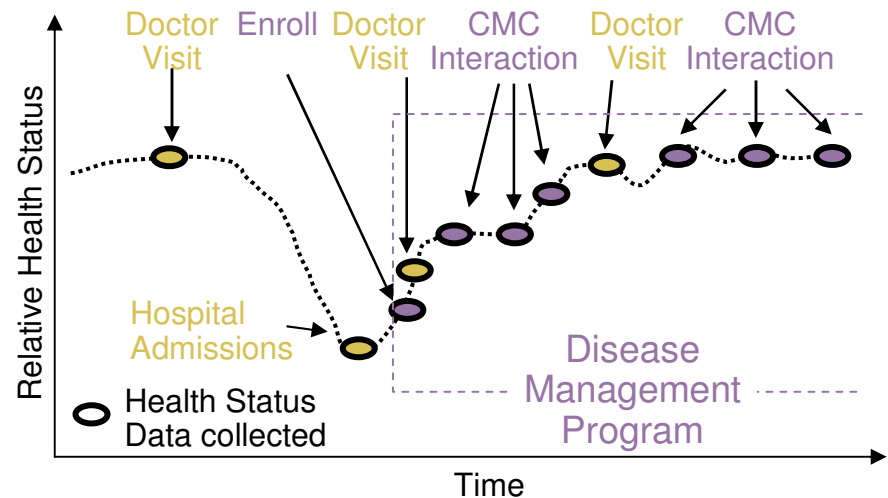 Doctor
Visit
Enroll
Doctor
Visit
CMC
Interaction
Doctor
Visit
CMC
Interaction
Relative Health Status
Hospital
Admissions
Disease
Management
Program
Health Status
Data collected
Time